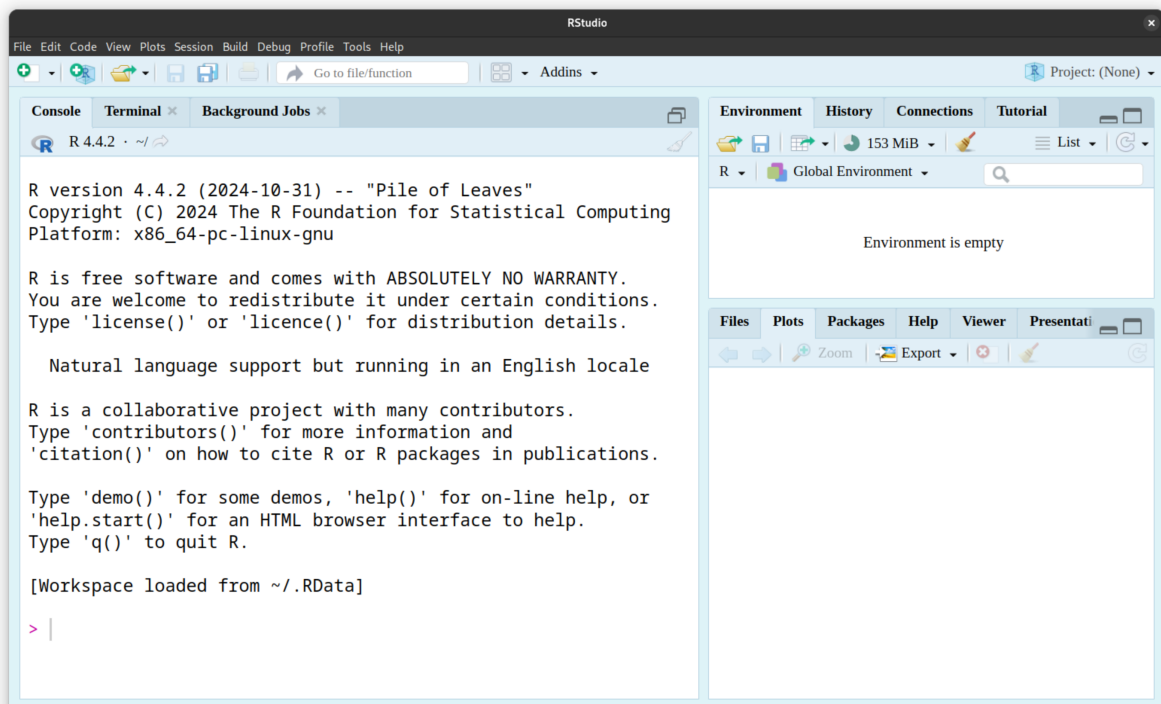 RStudio
File Edit Code View Plots Session Build Debug Profile Tools Help
Go to file/function
Addins
Project: (None)
Console Terminal Background Jobs
R 4.4.2 · ~/
R version 4.4.2 (2024-10-31) -- "Pile of Leaves"
Copyright (C) 2024 The R Foundation for Statistical Computing
Platform: x86_64-pc-linux-gnu
R is free software and comes with ABSOLUTELY NO WARRANTY.
You are welcome to redistribute it under certain conditions.
Type 'license()' or 'licence()' for distribution details.
Natural language support but running in an English locale
R is a collaborative project with many contributors.
Type 'contributors()' for more information and
'citation()' on how to cite R or R packages in publications.
Type 'demo()' for some demos, 'help()' for on-line help, or
'help.start()' for an HTML browser interface to help.
Type 'q()' to quit R.
[Workspace loaded from ~/.RData]
>
Environment History Connections Tutorial
153 MiB List
R Global Environment
Environment is empty
Files Plots Packages Help Viewer Presentati
Zoom Export